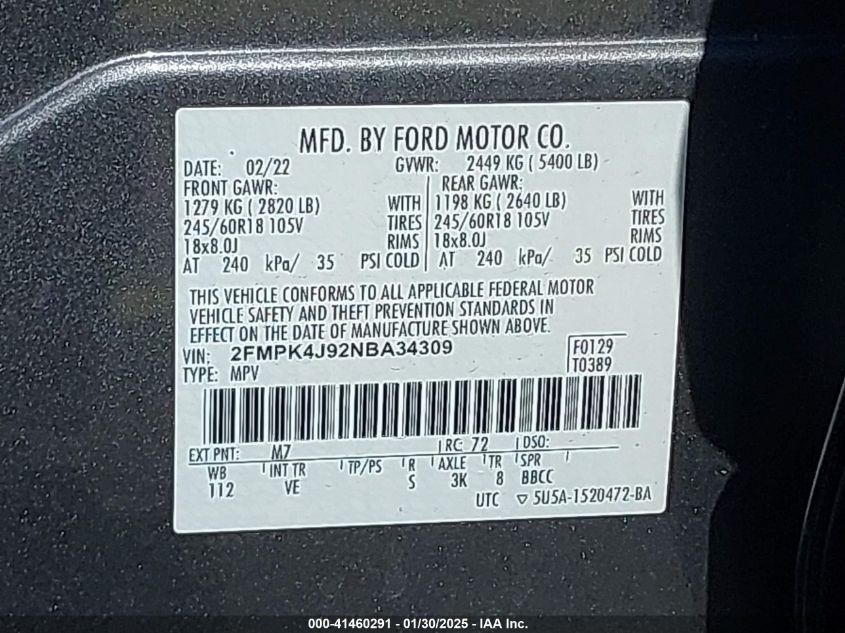 MFD. BY FORD MOTOR CO.
DATE: 02/22 GVWR: 2449 KG ( 5400 LB)
FRONT GAWR: REAR GAWR:
1279 KG ( 2820 LB) WITH 1198 KG ( 2640 LB) WITH
245/60R18 105V TIRES 245/60R18 105V TIRES
18x8.0J RIMS 18x8.0J RIMS
AT 240 kPa/ 35 PSI COLD AT 240 kPa/ 35 PSI COLD
THIS VEHICLE CONFORMS TO ALL APPLICABLE FEDERAL MOTOR
VEHICLE SAFETY AND THEFT PREVENTION STANDARDS IN
EFFECT ON THE DATE OF MANUFACTURE SHOWN ABOVE.
VIN: 2FMPK4J92NBA34309 F0129
TYPE: MPV T0389
EXT PNT: M7 RC: 72 DSO:
WB INT TR TP/PS R AXLE TR SPR
112 VE S 3K 8 BBCC
UTC ▽ 5U5A-1520472-BA
000-41460291 - 01/30/2025 - IAA Inc.